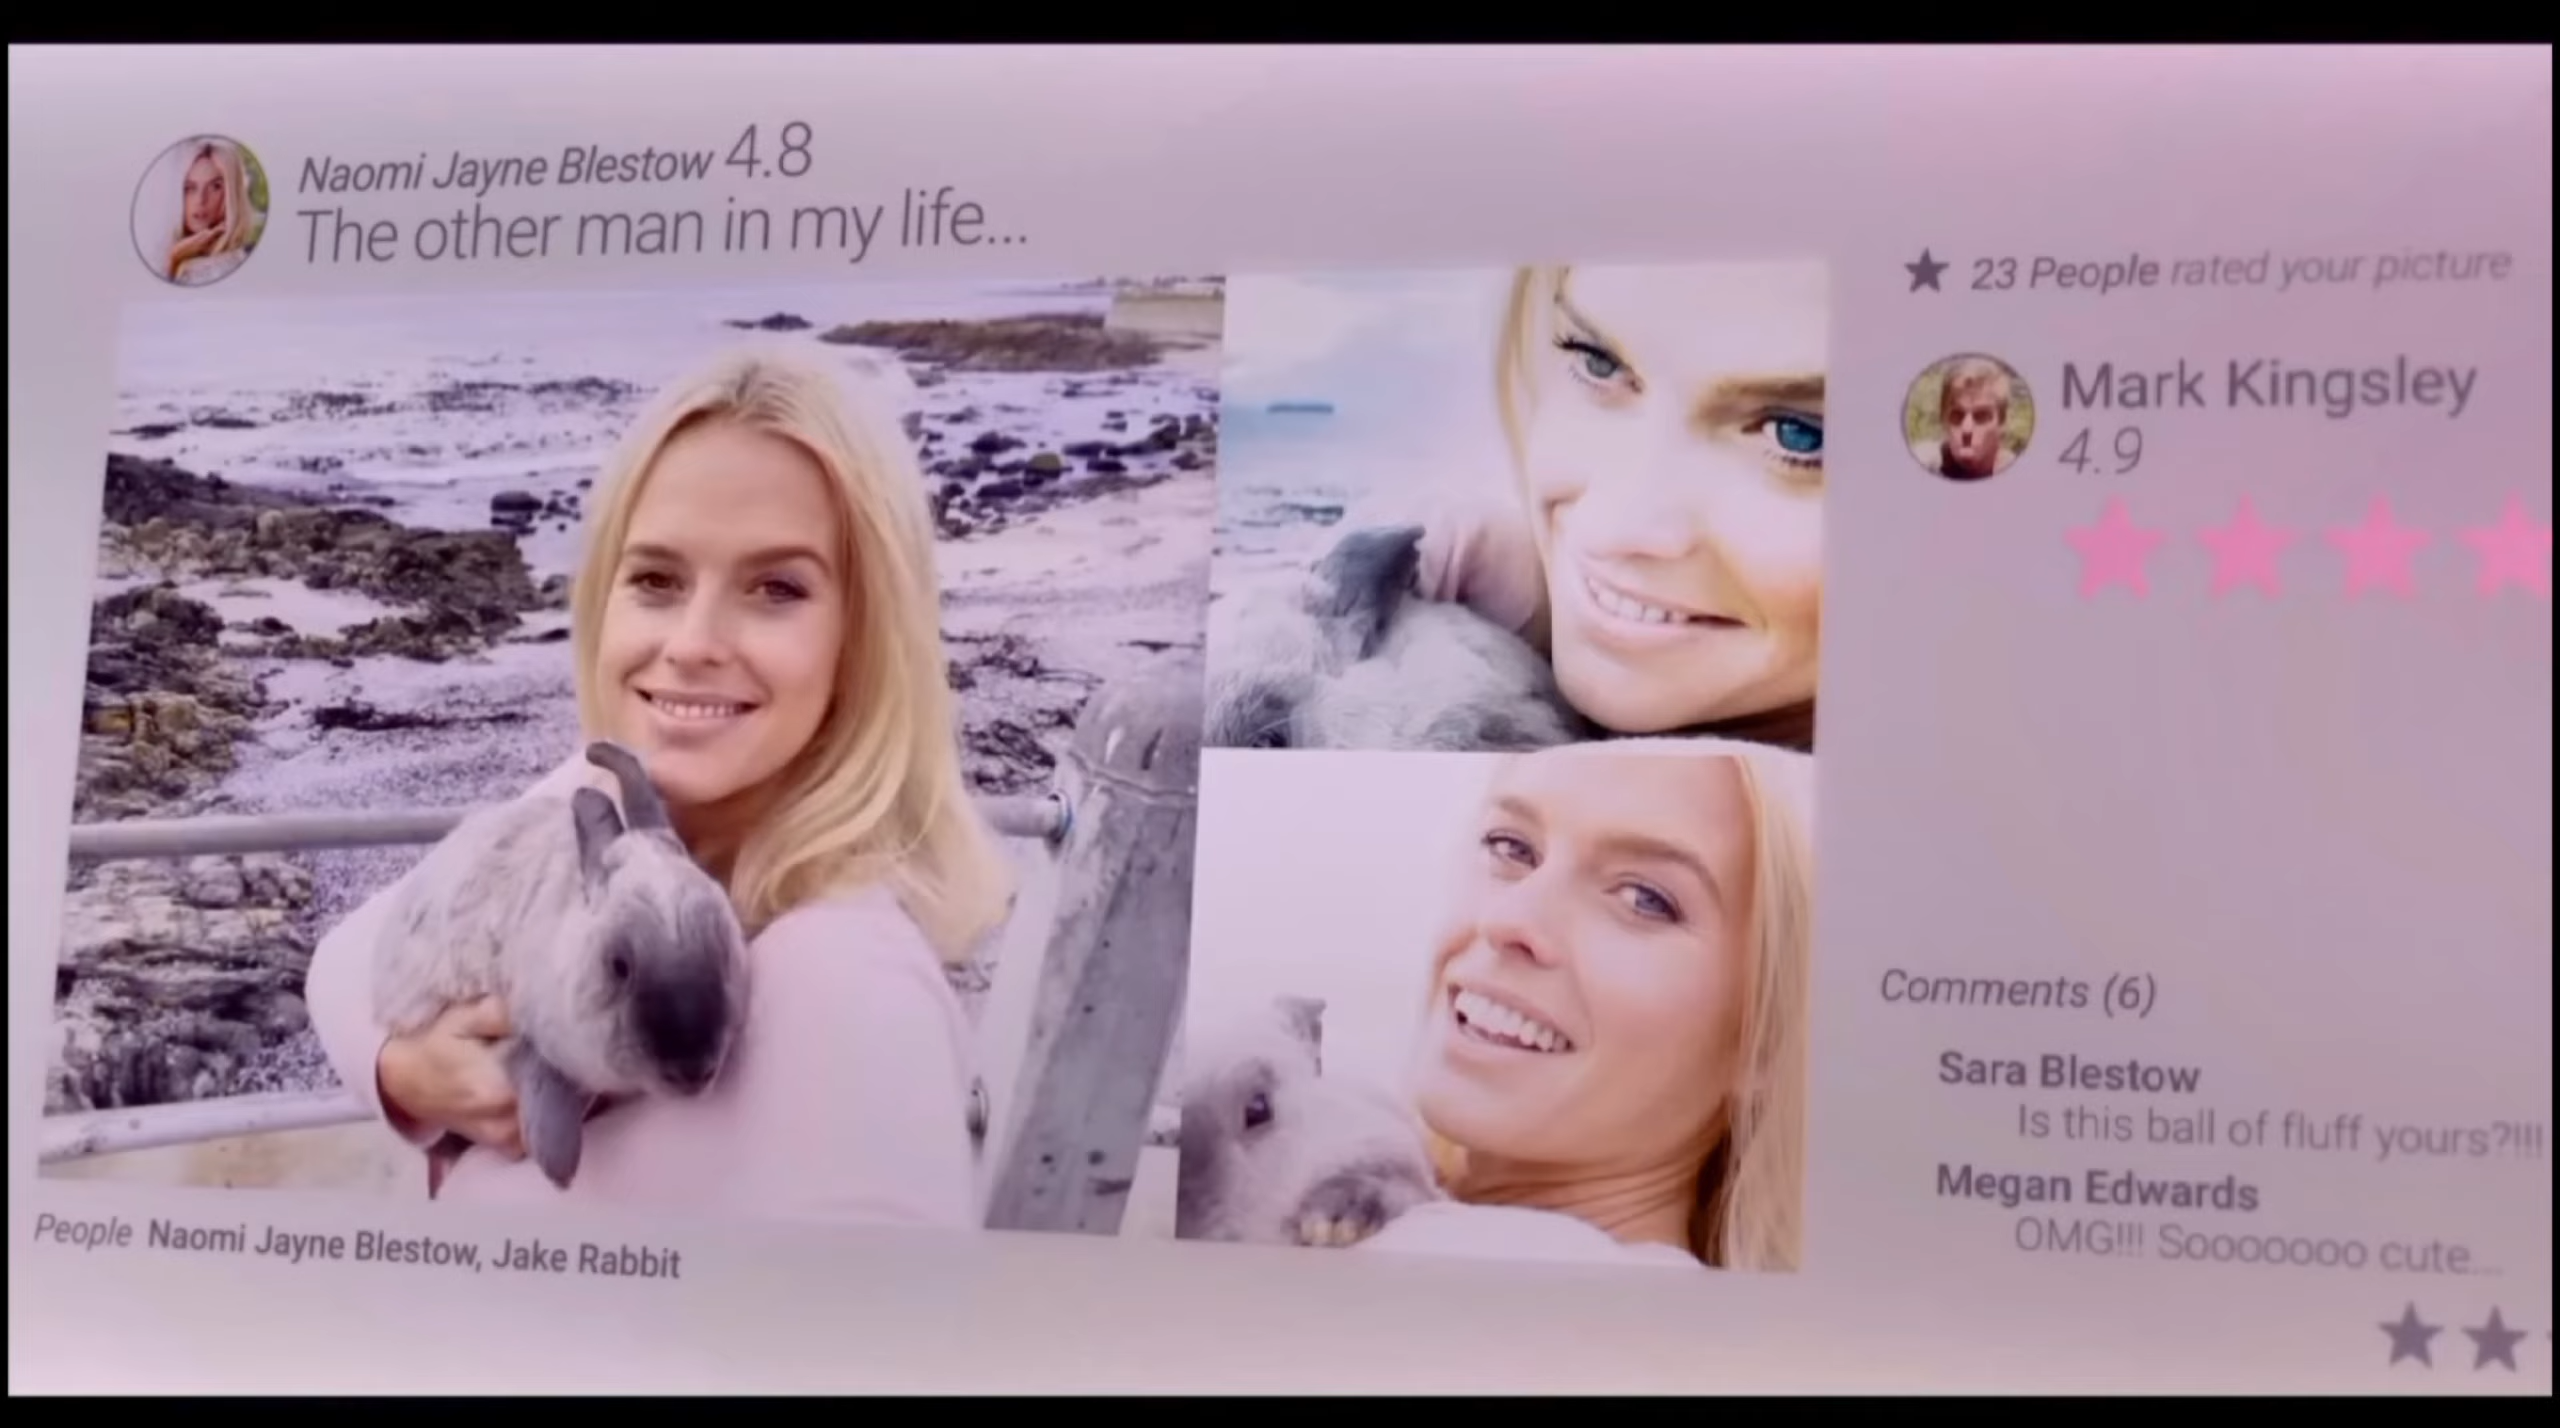 Naomi Jayne Blestow 4.8
The other man in my life...
★ 23 People rated your picture
Mark Kingsley
4.9
Comments (6)
Sara Blestow
Is this ball of fluff yours?!!!
Megan Edwards
OMG!!! Sooooooo cute...
People Naomi Jayne Blestow, Jake Rabbit